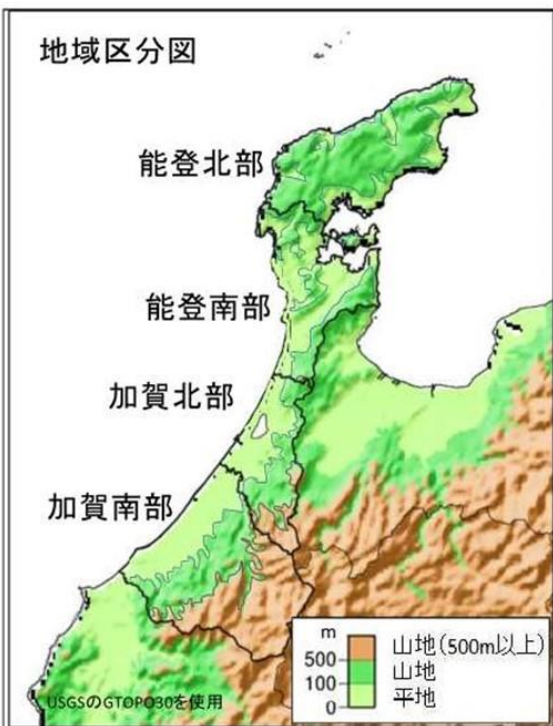 地域区分図
能登北部
能登南部
加賀北部
加賀南部
m
500
100
0
山地(500m以上)
山地
平地
USGSのGTOPO30を使用